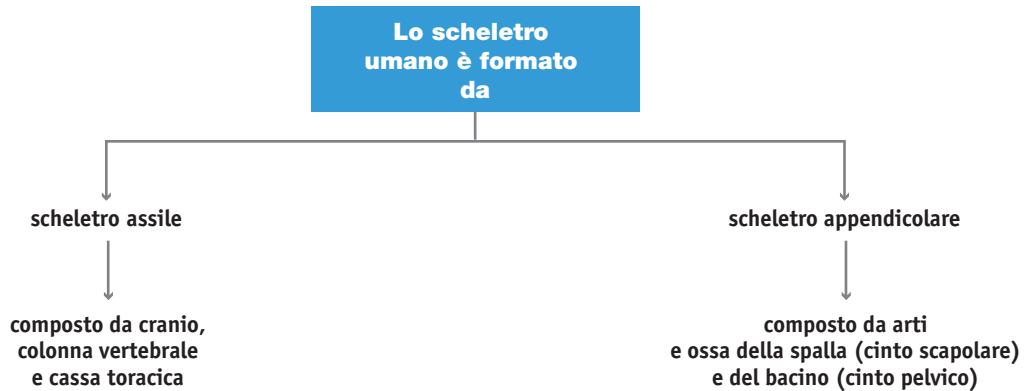 Lo scheletro
umano è formato
da
scheletro assile
scheletro appendicolare
composto da cranio,
colonna vertebrale
e cassa toracica
composto da arti
e ossa della spalla (cinto scapolare)
e del bacino (cinto pelvico)